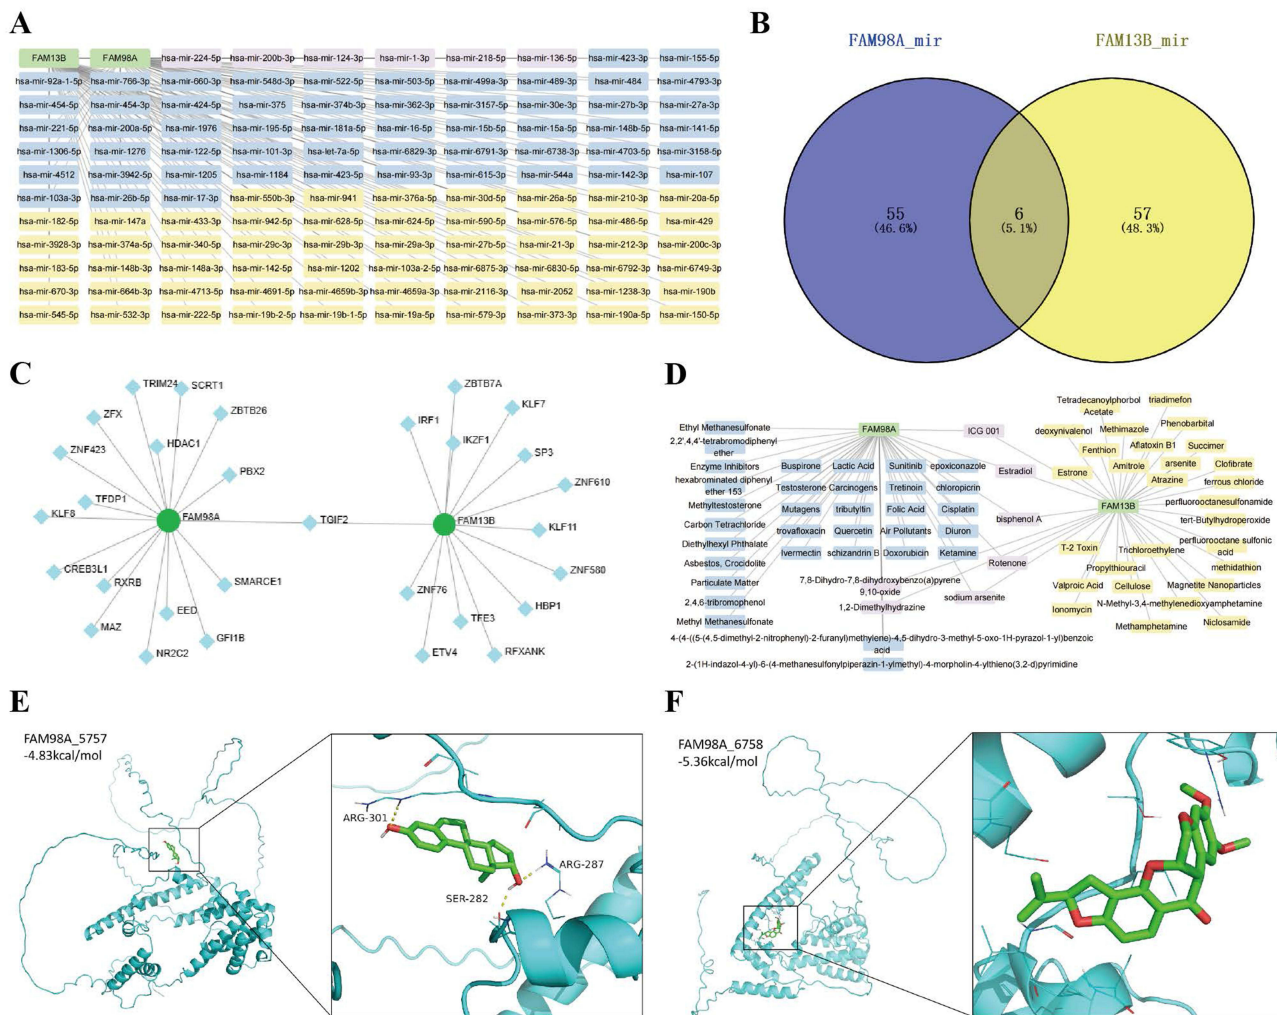 A
FAM13B FAM98A hsa-mir-224-5p hsa-mir-200b-3p hsa-mir-124-3p hsa-mir-1-3p hsa-mir-218-5p hsa-mir-136-5p hsa-mir-423-3p hsa-mir-155-5p
hsa-mir-92a-1-5p hsa-mir-766-3p hsa-mir-660-3p hsa-mir-548d-3p hsa-mir-522-5p hsa-mir-503-5p hsa-mir-499a-3p hsa-mir-489-3p hsa-mir-484 hsa-mir-4793-3p
hsa-mir-454-5p hsa-mir-454-3p hsa-mir-424-5p hsa-mir-375 hsa-mir-374b-3p hsa-mir-362-3p hsa-mir-3157-5p hsa-mir-30e-3p hsa-mir-27b-3p hsa-mir-27a-3p
hsa-mir-221-5p hsa-mir-200a-5p hsa-mir-1976 hsa-mir-195-5p hsa-mir-181a-5p hsa-mir-16-5p hsa-mir-15b-5p hsa-mir-15a-5p hsa-mir-148b-5p hsa-mir-141-5p
hsa-mir-1306-5p hsa-mir-1276 hsa-mir-122-5p hsa-mir-101-3p hsa-let-7a-5p hsa-mir-6829-3p hsa-mir-6791-3p hsa-mir-6738-3p hsa-mir-4703-5p hsa-mir-3158-5p
hsa-mir-4512 hsa-mir-3942-5p hsa-mir-1205 hsa-mir-1184 hsa-mir-423-5p hsa-mir-93-3p hsa-mir-615-3p hsa-mir-544a hsa-mir-142-3p hsa-mir-107
hsa-mir-103a-3p hsa-mir-26b-5p hsa-mir-17-3p hsa-mir-550b-3p hsa-mir-941 hsa-mir-376a-5p hsa-mir-30d-5p hsa-mir-26a-5p hsa-mir-210-3p hsa-mir-20a-5p
hsa-mir-182-5p hsa-mir-147a hsa-mir-433-3p hsa-mir-942-5p hsa-mir-628-5p hsa-mir-624-5p hsa-mir-590-5p hsa-mir-576-5p hsa-mir-486-5p hsa-mir-429
hsa-mir-3928-3p hsa-mir-374a-5p hsa-mir-340-5p hsa-mir-29c-3p hsa-mir-29b-3p hsa-mir-29a-3p hsa-mir-27b-5p hsa-mir-21-3p hsa-mir-212-3p hsa-mir-200c-3p
hsa-mir-183-5p hsa-mir-148b-3p hsa-mir-148a-3p hsa-mir-142-5p hsa-mir-1202 hsa-mir-103a-2-5p hsa-mir-6875-3p hsa-mir-6830-5p hsa-mir-6792-3p hsa-mir-6749-3p
hsa-mir-670-3p hsa-mir-664b-3p hsa-mir-4713-5p hsa-mir-4691-5p hsa-mir-4659b-3p hsa-mir-4659a-3p hsa-mir-2116-3p hsa-mir-2052 hsa-mir-1238-3p hsa-mir-190b
hsa-mir-545-5p hsa-mir-532-3p hsa-mir-222-5p hsa-mir-19b-2-5p hsa-mir-19b-1-5p hsa-mir-19a-5p hsa-mir-579-3p hsa-mir-373-3p hsa-mir-190a-5p hsa-mir-150-5p
B
FAM98A_mir
FAM13B_mir
55
(46.6%)
6
(5.1%)
57
(48.3%)
C
TRIM24
SCRT1
ZFX
ZBTB26
HDAC1
ZNF423
PBX2
TFDP1
KLF8
FAM98A
CREB3L1
RXRB
SMARCE1
EED
MAZ
GFI1B
NR2C2
TGIF2
ZBTB7A
KLF7
IRF1
IKZF1
SP3
ZNF610
FAM13B
KLF11
ZNF580
ZNF76
HBP1
TFE3
ETV4
RFXANK
D
Ethyl Methanesulfonate
2,2',4,4'-tetrabromodiphenyl
ether
Enzyme Inhibitors
hexabrominated diphenyl
ether 153
Methyltestosterone
Carbon Tetrachloride
Diethylhexyl Phthalate
Asbestos, Crocidolite
Particulate Matter
2,4,6-tribromophenol
Methyl Methanesulfonate
FAM98A
Buspirone Lactic Acid Sunitinib epoxiconazole
Testosterone Carcinogens Tretinoin chloropicrin
Mutagens tributyltin Folic Acid Cisplatin
trovafloxacin Quercetin Air Pollutants Diuron
Ivermectin schizandrin B Doxorubicin Ketamine
ICG 001
Estradiol
bisphenol A
Rotenone
7,8-Dihydro-7,8-dihydroxybenzo(a)pyrene
9,10-oxide
sodium arsenite
1,2-Dimethylhydrazine
4-(4-((5-(4,5-dimethyl-2-nitrophenyl)-2-furanyl)methylene)-4,5-dihydro-3-methyl-5-oxo-1H-pyrazol-1-yl)benzoic
acid
2-(1H-indazol-4-yl)-6-(4-methanesulfonylpiperazin-1-ylmethyl)-4-morpholin-4-ylthieno(3,2-d)pyrimidine
Tetradecanoylphorbol
Acetate
triadimefon
deoxynivalenol
Methimazole
Phenobarbital
Fenthion
Aflatoxin B1
Succimer
Estrone
Amitrole
arsenite
Clofibrate
Atrazine
ferrous chloride
FAM13B
perfluorooctanesulfonamide
tert-Butylhydroperoxide
perfluorooctane sulfonic
acid
T-2 Toxin
Trichloroethylene
methidathion
Propylthiouracil
Valproic Acid
Cellulose
Magnetite Nanoparticles
Ionomycin
N-Methyl-3,4-methylenedioxyamphetamine
Methamphetamine
Niclosamide
E
FAM98A_5757
-4.83kcal/mol
ARG-301
ARG-287
SER-282
F
FAM98A_6758
-5.36kcal/mol